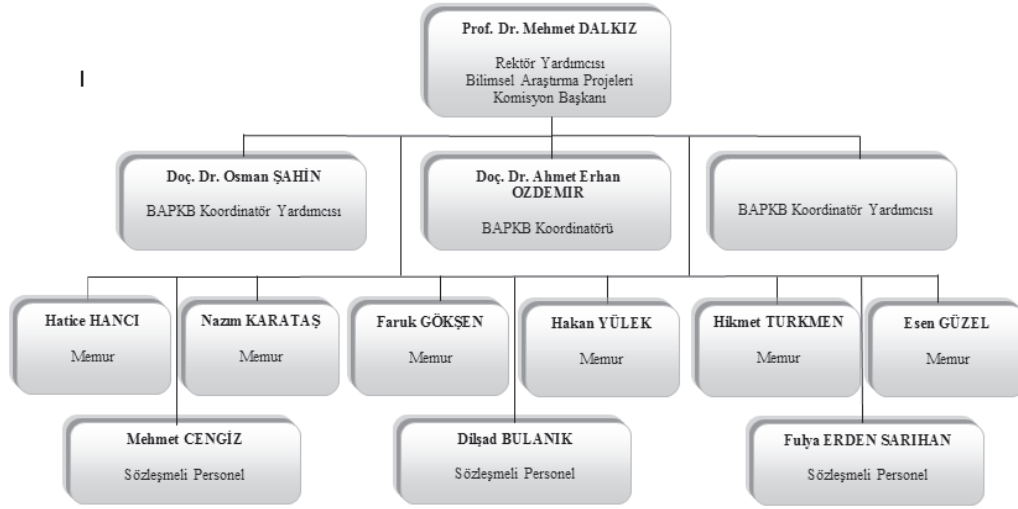 Prof. Dr. Mehmet DALKIZ
Rektör Yardımcısı
Bilimsel Araştırma Projeleri
Komisyon Başkanı
Doç. Dr. Osman ŞAHİN
BAPKB Koordinatör Yardımcısı
Doç. Dr. Ahmet Erhan
OZDEMIR
BAPKB Koordinatörü
BAPKB Koordinatör Yardımcısı
Hatice HANCI
Memur
Nazım KARATAŞ
Memur
Faruk GÖKŞEN
Memur
Hakan YÜLEK
Memur
Hikmet TURKMEN
Memur
Esen GÜZEL
Memur
Mehmet CENGİZ
Sözleşmeli Personel
Dilşad BULANIK
Sözleşmeli Personel
Fulya ERDEN SARIHAN
Sözleşmeli Personel